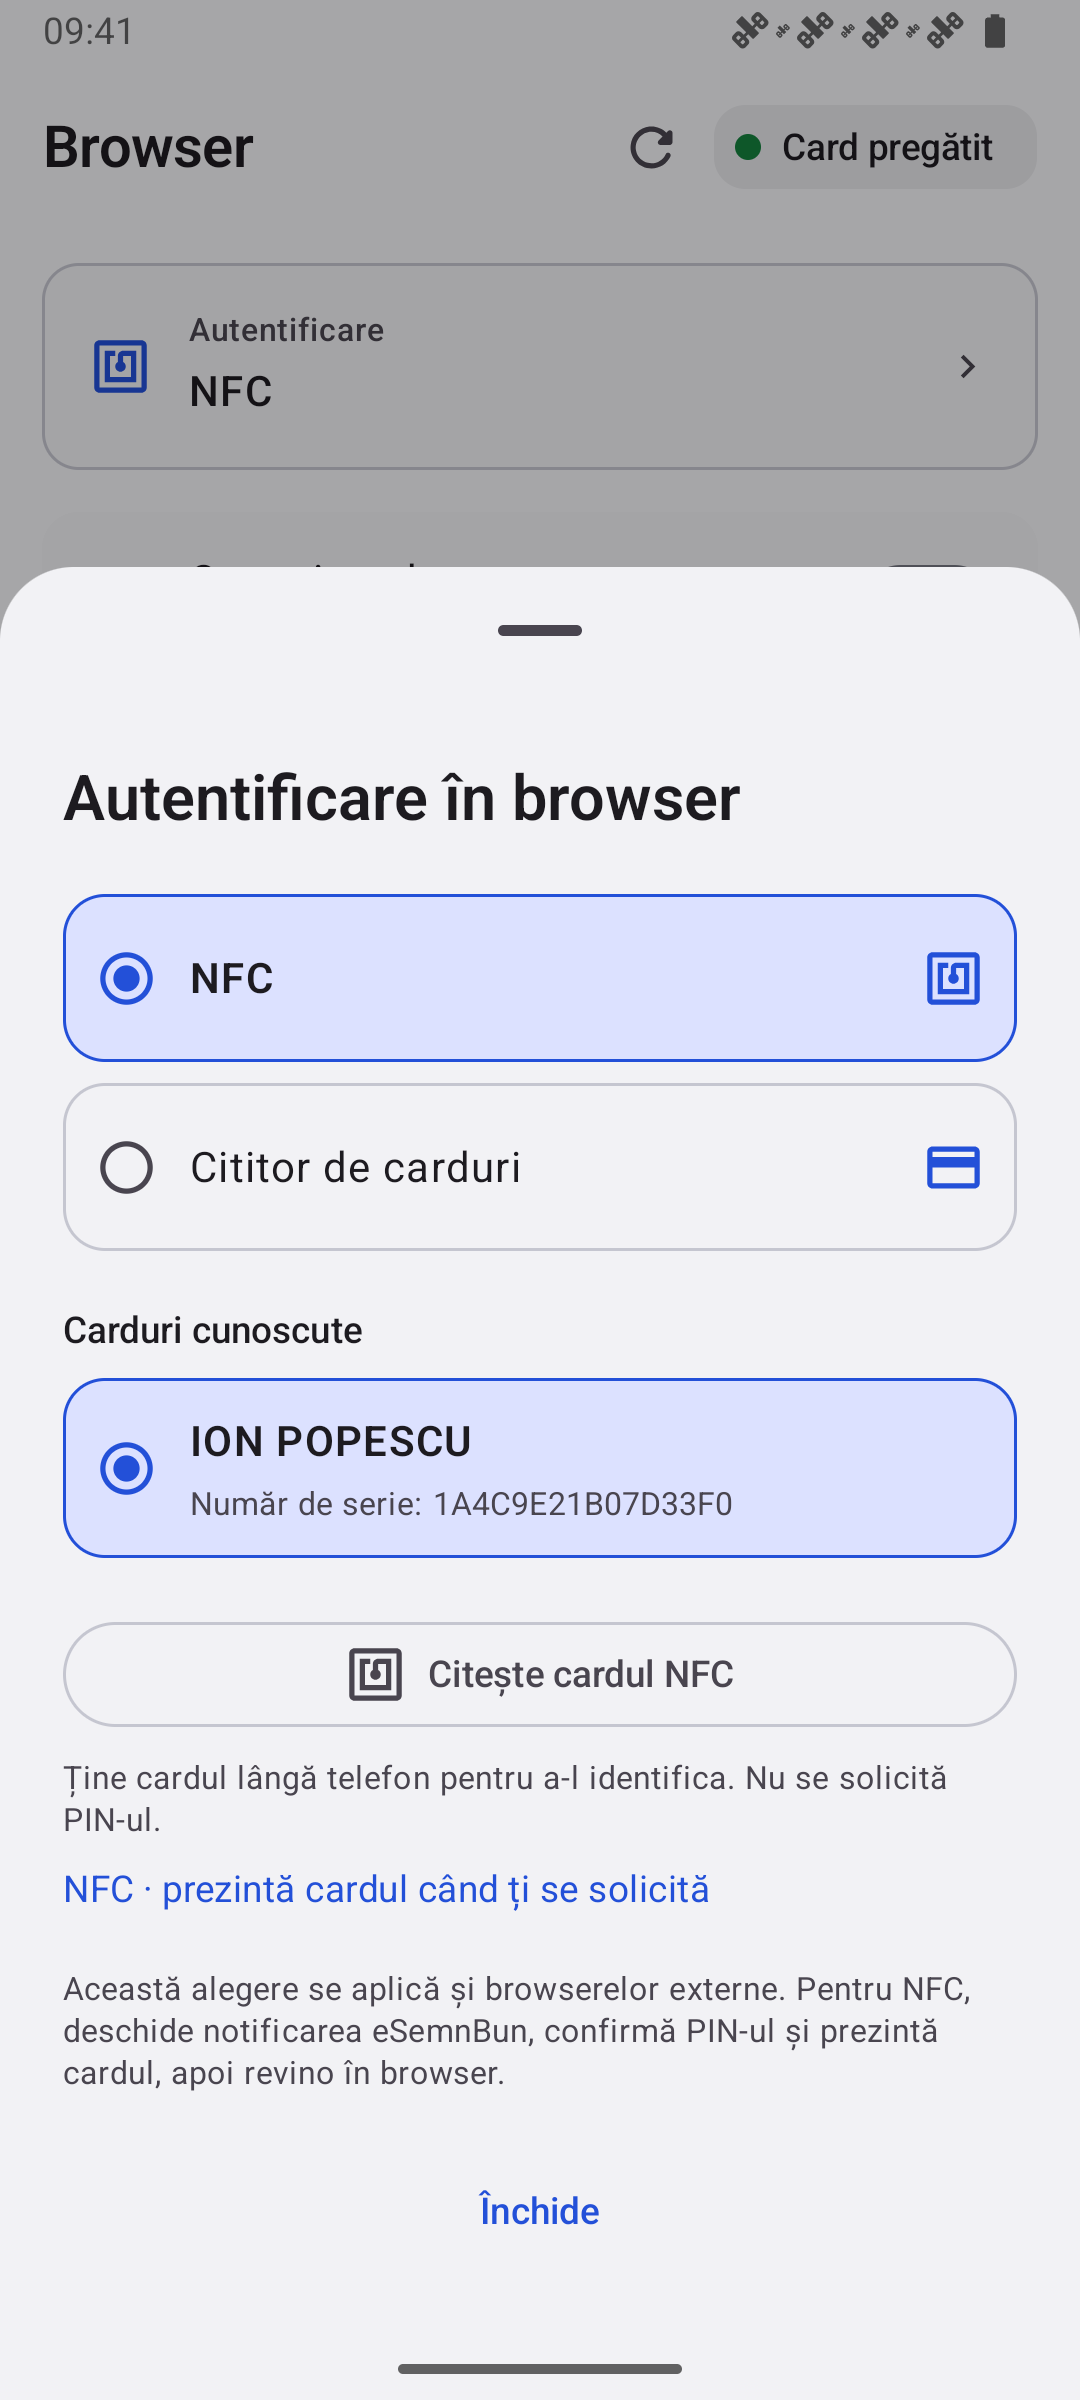 09:41
Browser
Card pregătit
Autentificare
NFC
Autentificare în browser
NFC
Cititor de carduri
Carduri cunoscute
ION POPESCU
Număr de serie: 1A4C9E21B07D33F0
Citește cardul NFC
Ține cardul lângă telefon pentru a-l identifica. Nu se solicită
PIN-ul.
NFC · prezintă cardul când ți se solicită
Această alegere se aplică și browserelor externe. Pentru NFC,
deschide notificarea eSemnBun, confirmă PIN-ul și prezintă
cardul, apoi revino în browser.
Închide